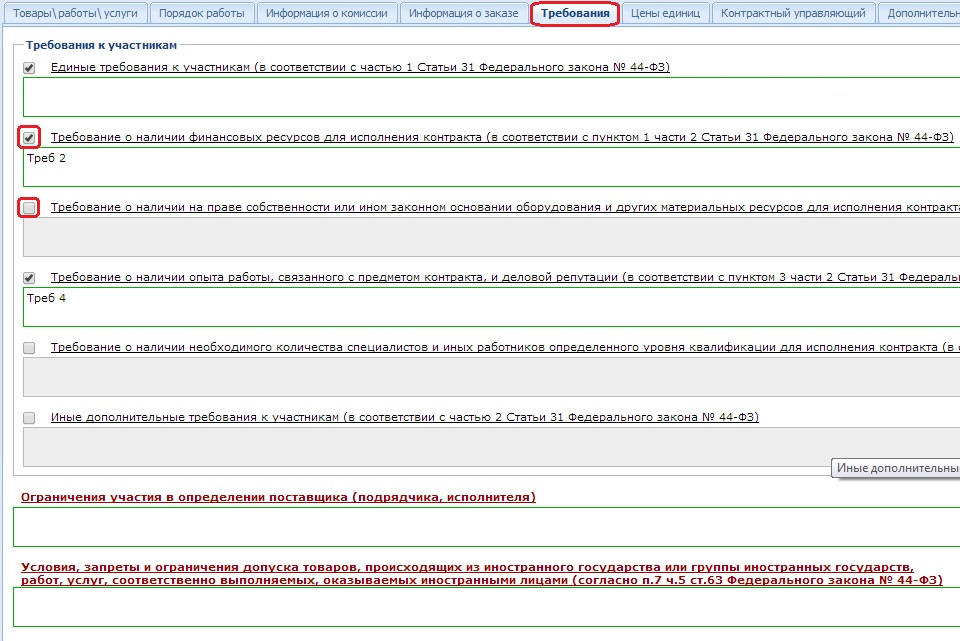 Товары\ работы\ услуги Порядок работы Информация о комиссии Информация о заказе Требования Цены единиц Контрактный управляющий Дополнительн
Требования к участникам
Единые требования к участникам (в соответствии с частью 1 Статьи 31 Федерального закона № 44-ФЗ)
Требование о наличии финансовых ресурсов для исполнения контракта (в соответствии с пунктом 1 части 2 Статьи 31 Федерального закона № 44-ФЗ)
Треб 2
Требование о наличии на праве собственности или ином законном основании оборудования и других материальных ресурсов для исполнения контракта
Требование о наличии опыта работы, связанного с предметом контракта, и деловой репутации (в соответствии с пунктом 3 части 2 Статьи 31 Федераль
Треб 4
Требование о наличии необходимого количества специалистов и иных работников определенного уровня квалификации для исполнения контракта (в с
Иные дополнительные требования к участникам (в соответствии с частью 2 Статьи 31 Федерального закона № 44-ФЗ)
Иные дополнительны
Ограничения участия в определении поставщика (подрядчика, исполнителя)
Условия, запреты и ограничения допуска товаров, происходящих из иностранного государства или группы иностранных государств,
работ, услуг, соответственно выполняемых, оказываемых иностранными лицами (согласно п.7 ч.5 ст.63 Федерального закона № 44-ФЗ)